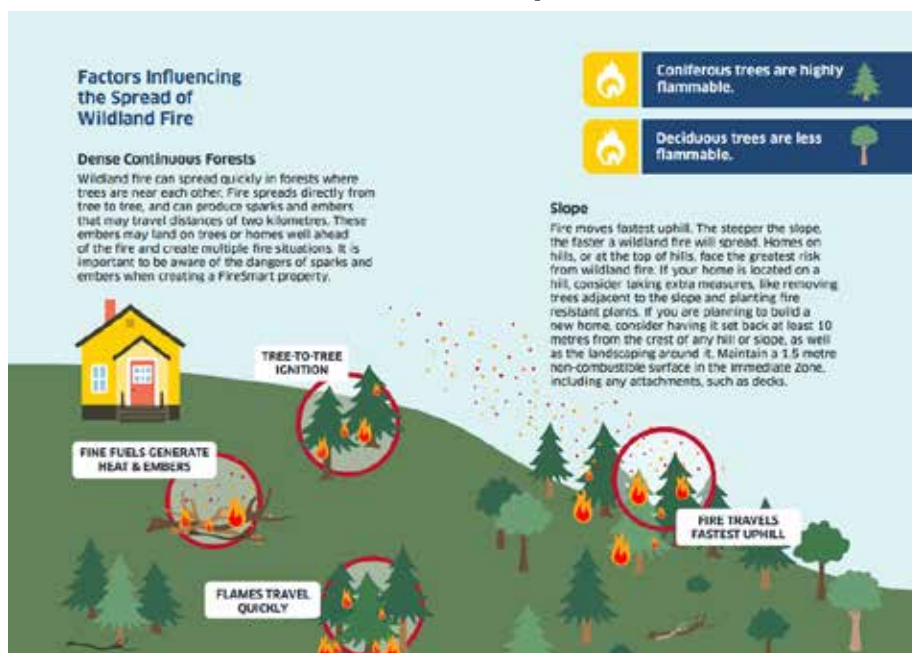 Factors Influencing
the Spread of
Wildland Fire
Dense Continuous Forests
Wildland fire can spread quickly in forests where
trees are near each other. Fire spreads directly from
tree to tree, and can produce sparks and embers
that may travel distances of two kilometres. These
embers may land on trees or homes well ahead
of the fire and create multiple fire situations. It is
important to be aware of the dangers of sparks and
embers when creating a FireSmart property.
Coniferous trees are highly
flammable.
Deciduous trees are less
flammable.
Slope
Fire moves fastest uphill. The steeper the slope,
the faster a wildland fire will spread. Homes on
hills, or at the top of hills, face the greatest risk
from wildland fire. If your home is located on a
hill, consider taking extra measures, like removing
trees adjacent to the slope and planting fire
resistant plants. If you are planning to build a
new home, consider having it set back at least 10
metres from the crest of any hill or slope, as well
as the landscaping around it. Maintain a 1.5 metre
non-combustible surface in the Immediate Zone,
including any attachments, such as decks.
TREE-TO-TREE
IGNITION
FINE FUELS GENERATE
HEAT & EMBERS
FIRE TRAVELS
FASTEST UPHILL
FLAMES TRAVEL
QUICKLY